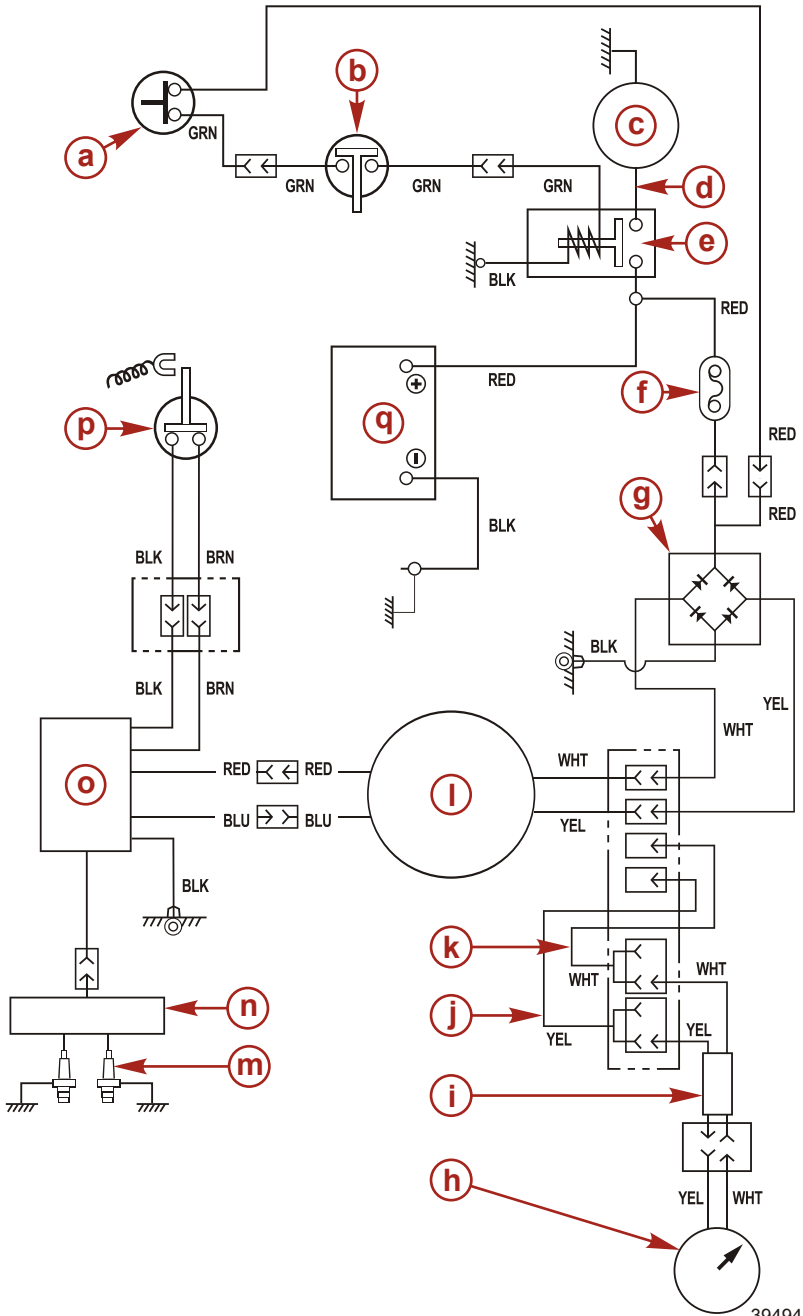 b
c
a
GRN
GRN
GRN
GRN
d
e
BLK
RED
RED
f
q
p
RED
g
RED
BLK
BLK
BRN
BLK
BLK
BRN
YEL
WHT
o
RED
RED
l
WHT
BLU
BLU
YEL
BLK
k
WHT
WHT
n
j
YEL
YEL
m
i
h
YEL
WHT
39494